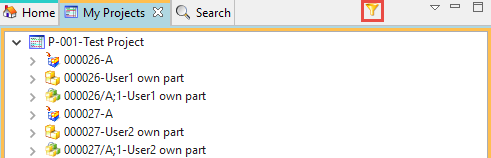 Home My Projects Search
P-001-Test Project
000026-A
000026-User1 own part
000026/A;1-User1 own part
000027-A
000027-User2 own part
000027/A;1-User2 own part